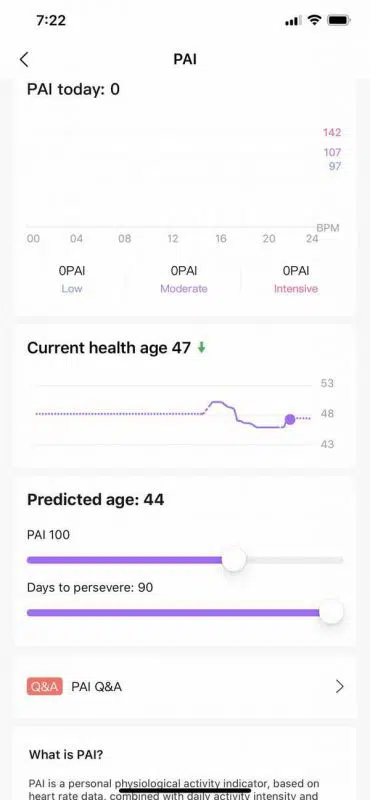 7:22
PAI
PAI today: 0
142
107
97
BPM
00 04 08 12 16 20 24
0PAI 0PAI 0PAI
Low Moderate Intensive
Current health age 47
53
48
43
Predicted age: 44
PAI 100
Days to persevere: 90
Q&A PAI Q&A
What is PAI?
PAI is a personal physiological activity indicator, based on
heart rate data, combined with daily activity intensity and